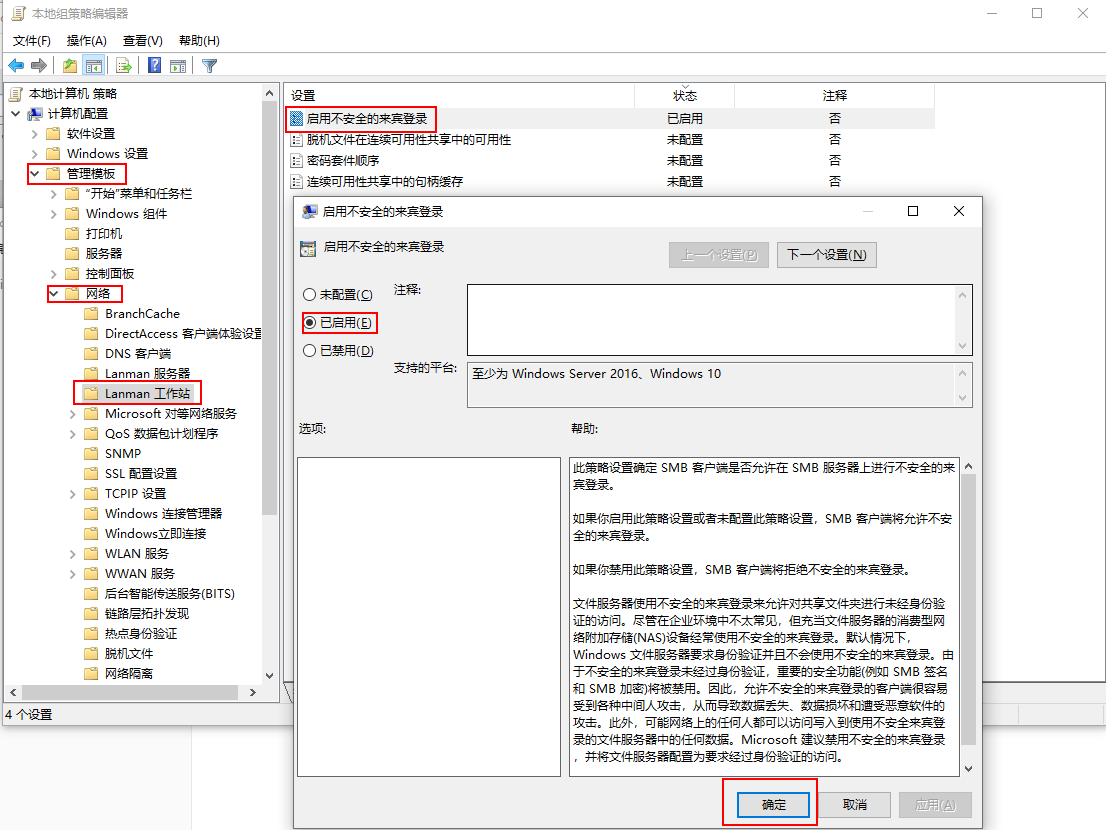 本地组策略编辑器
文件(F) 操作(A) 查看(V) 帮助(H)
本地计算机 策略
计算机配置
软件设置
Windows 设置
管理模板
"开始"菜单和任务栏
Windows 组件
打印机
服务器
控制面板
网络
BranchCache
DirectAccess 客户端体验设置
DNS 客户端
Lanman 服务器
Lanman 工作站
Microsoft 对等网络服务
QoS 数据包计划程序
SNMP
SSL 配置设置
TCPIP 设置
Windows 连接管理器
Windows立即连接
WLAN 服务
WWAN 服务
后台智能传送服务(BITS)
链路层拓扑发现
热点身份验证
脱机文件
网络隔离
4 个设置
设置 状态 注释
启用不安全的来宾登录 已启用 否
脱机文件在连续可用性共享中的可用性 未配置 否
密码套件顺序 未配置 否
连续可用性共享中的句柄缓存 未配置 否
启用不安全的来宾登录
启用不安全的来宾登录
上一个设置(P) 下一个设置(N)
未配置(C) 注释:
已启用(E)
已禁用(D)
支持的平台: 至少为 Windows Server 2016、Windows 10
选项: 帮助:
此策略设置确定 SMB 客户端是否允许在 SMB 服务器上进行不安全的来
宾登录。
如果你启用此策略设置或者未配置此策略设置，SMB 客户端将允许不安
全的来宾登录。
如果你禁用此策略设置，SMB 客户端将拒绝不安全的来宾登录。
文件服务器使用不安全的来宾登录来允许对共享文件夹进行未经身份验
证的访问。尽管在企业环境中不太常见，但充当文件服务器的消费型网
络附加存储(NAS)设备经常使用不安全的来宾登录。默认情况下，
Windows 文件服务器要求身份验证并且不会使用不安全的来宾登录。由
于不安全的来宾登录未经过身份验证，重要的安全功能(例如 SMB 签名
和 SMB 加密)将被禁用。因此，允许不安全的来宾登录的客户端很容易
受到各种中间人攻击，从而导致数据丢失、数据损坏和遭受恶意软件的
攻击。此外，可能网络上的任何人都可以访问写入到使用不安全来宾登
录的文件服务器中的任何数据。Microsoft 建议禁用不安全的来宾登录
，并将文件服务器配置为要求经过身份验证的访问。
确定 取消 应用(A)